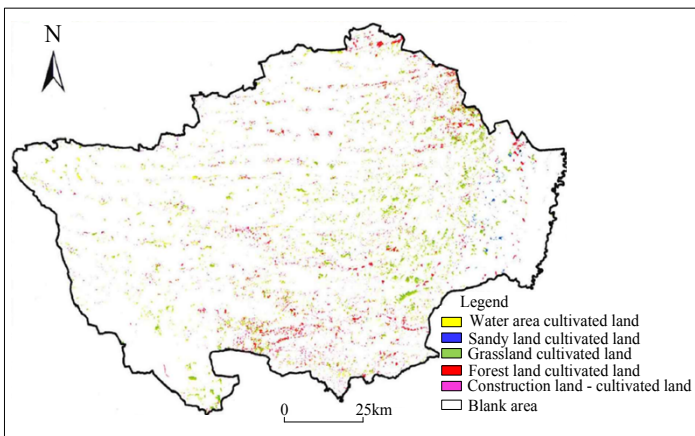 N
Legend
Water area cultivated land
Sandy land cultivated land
Grassland cultivated land
Forest land cultivated land
Construction land - cultivated land
Blank area
0 25km